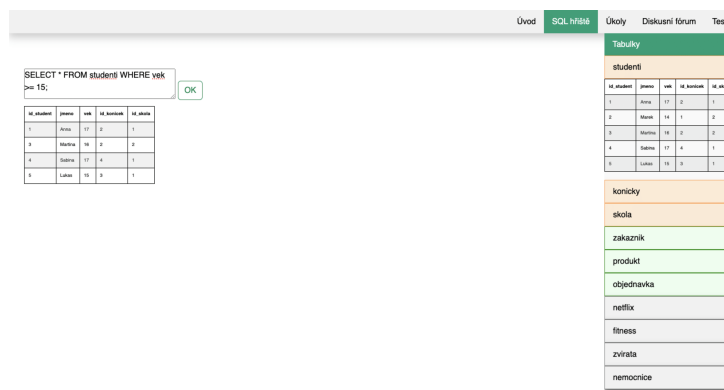 Úvod SQL hřiště Úkoly Diskusní fórum Tes
Tabulky
studenti
id_student jmeno vek id_konicek id_sk
1 Anna 17 2 1
2 Marek 14 1 2
3 Martina 16 2 2
4 Sabina 17 4 1
5 Lukas 15 3 1
konicky
skola
zakaznik
produkt
objednavka
netflix
fitness
zvirata
nemocnice
SELECT * FROM studenti WHERE vek
>= 15;
OK
id_student jmeno vek id_konicek id_skola
1 Anna 17 2 1
3 Martina 16 2 2
4 Sabina 17 4 1
5 Lukas 15 3 1